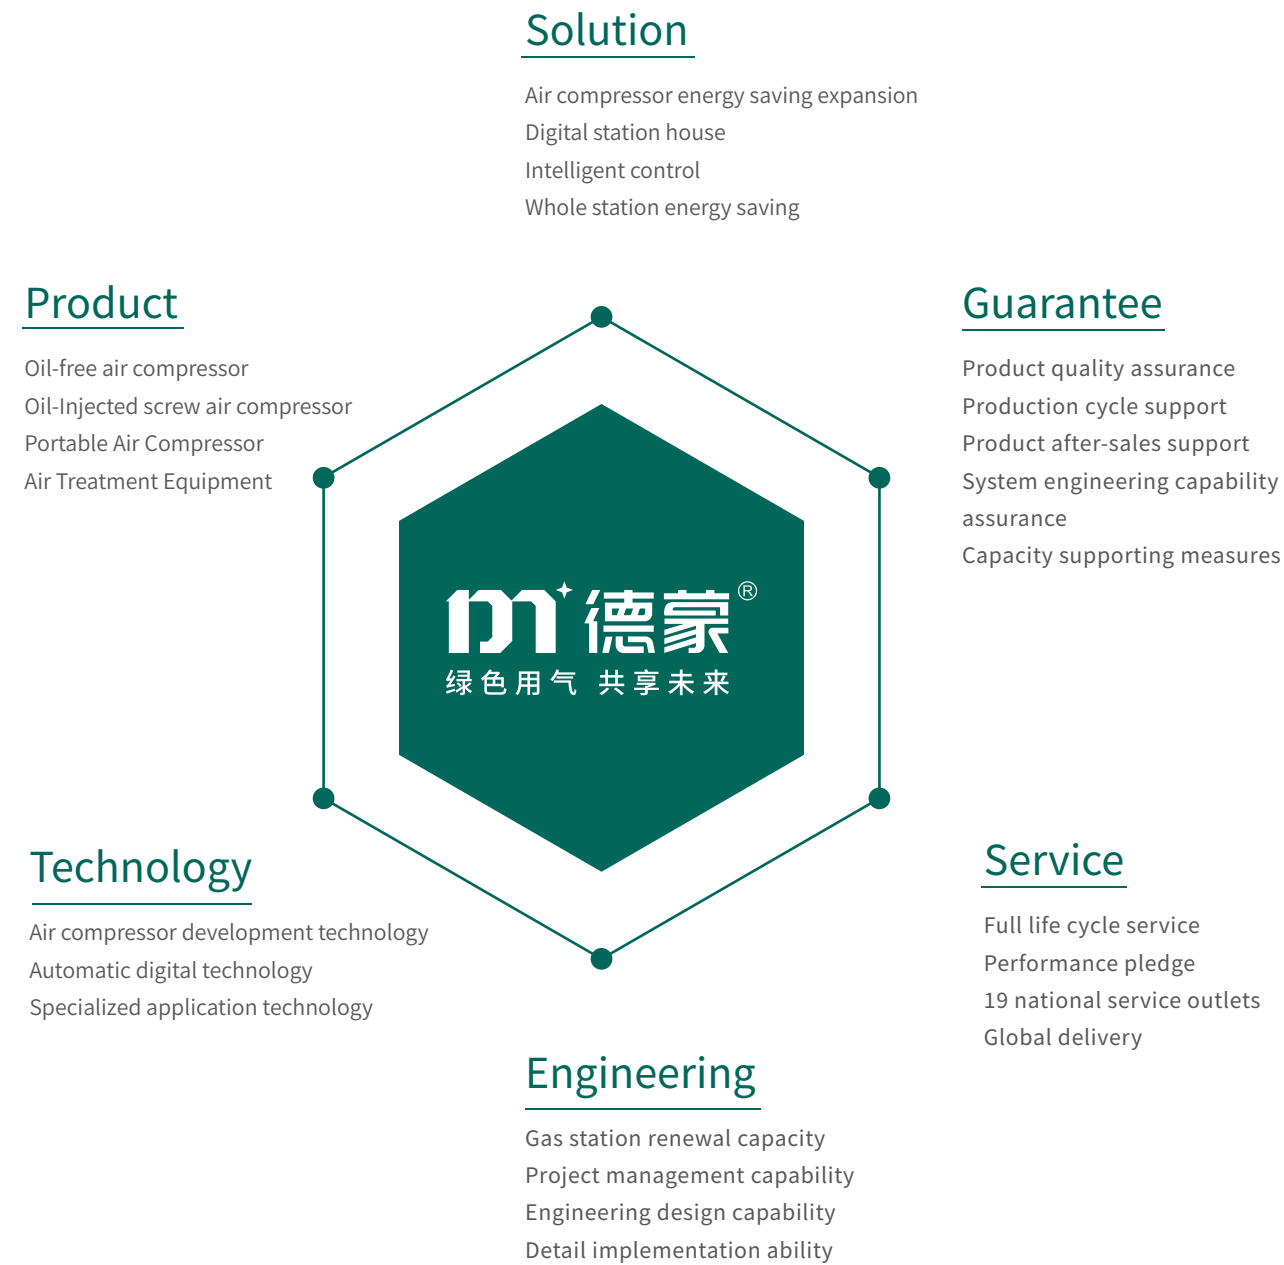 Solution
Air compressor energy saving expansion
Digital station house
Intelligent control
Whole station energy saving
Product
Oil-free air compressor
Oil-Injected screw air compressor
Portable Air Compressor
Air Treatment Equipment
Guarantee
Product quality assurance
Production cycle support
Product after-sales support
System engineering capability
assurance
Capacity supporting measures
m 德蒙®
绿色用气 共享未来
Technology
Air compressor development technology
Automatic digital technology
Specialized application technology
Service
Full life cycle service
Performance pledge
19 national service outlets
Global delivery
Engineering
Gas station renewal capacity
Project management capability
Engineering design capability
Detail implementation ability